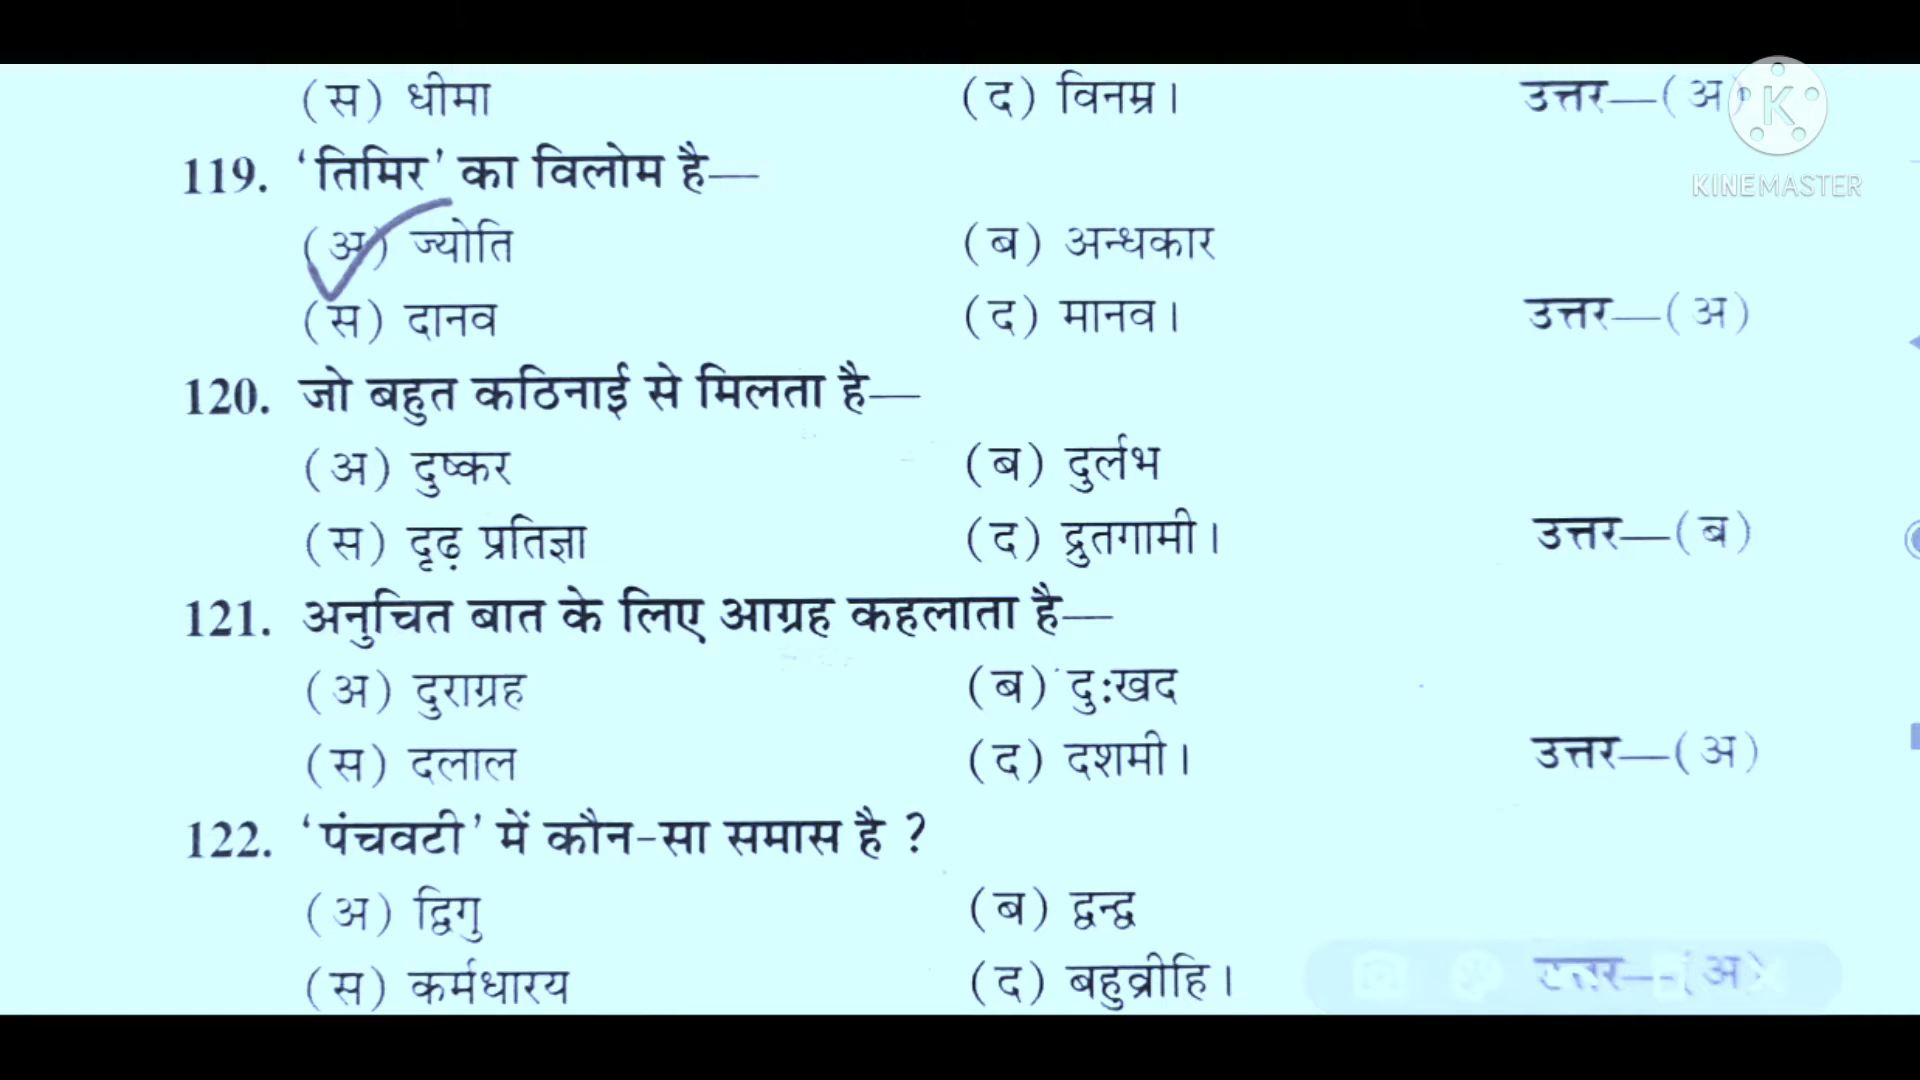 (स) धीमा (द) विनम्र। उत्तर—(अ)
KINEMASTER
119. ‘तिमिर’ का विलोम है—
(अ) ज्योति (ब) अन्धकार
(स) दानव (द) मानव। उत्तर—(अ)
120. जो बहुत कठिनाई से मिलता है—
(अ) दुष्कर (ब) दुर्लभ
(स) दृढ़ प्रतिज्ञा (द) द्रुतगामी। उत्तर—(ब)
121. अनुचित बात के लिए आग्रह कहलाता है—
(अ) दुराग्रह (ब) दुःखद
(स) दलाल (द) दशमी। उत्तर—(अ)
122. ‘पंचवटी’ में कौन-सा समास है ?
(अ) द्विगु (ब) द्वन्द्व
(स) कर्मधारय (द) बहुव्रीहि। उत्तर—(अ)